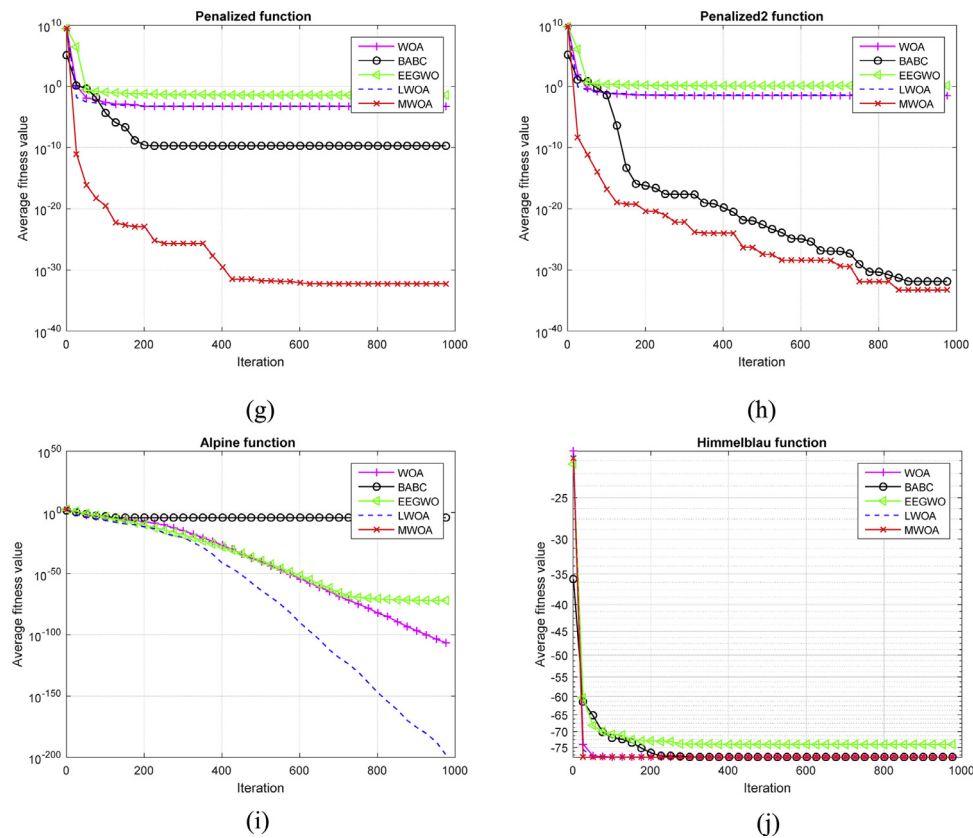 Penalized function
Average fitness value
10^10
10^0
10^-10
10^-20
10^-30
10^-40
WOA
BABC
EEGWO
LWOA
MWOA
0 200 400 600 800 1000
Iteration
(g)
Penalized2 function
Average fitness value
10^10
10^0
10^-10
10^-20
10^-30
10^-40
WOA
BABC
EEGWO
LWOA
MWOA
0 200 400 600 800 1000
Iteration
(h)
Alpine function
Average fitness value
10^50
10^0
10^-50
10^-100
10^-150
10^-200
WOA
BABC
EEGWO
LWOA
MWOA
0 200 400 600 800 1000
Iteration
(i)
Himmelblau function
Average fitness value
-25
-35
-45
-50
-55
-65
-70
-75
WOA
BABC
EEGWO
LWOA
MWOA
0 200 400 600 800 1000
Iteration
(j)